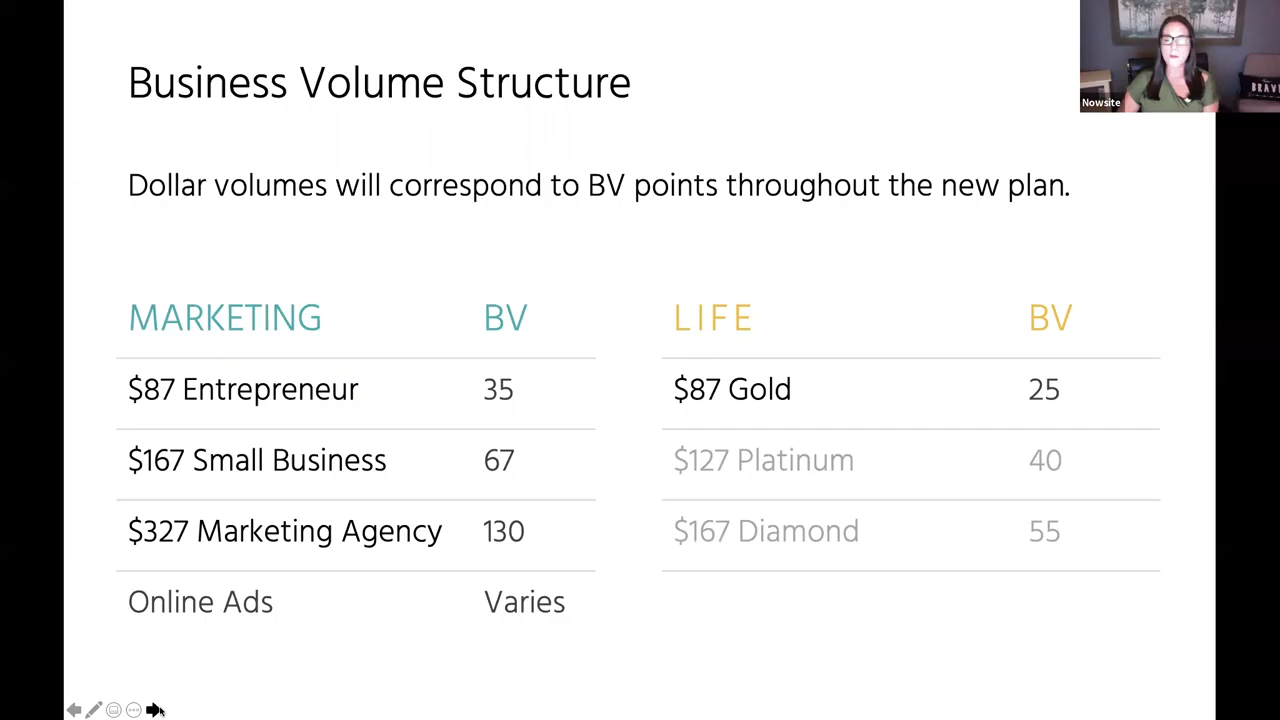 Business Volume Structure
Dollar volumes will correspond to BV points throughout the new plan.
MARKETING BV
$87 Entrepreneur 35
$167 Small Business 67
$327 Marketing Agency 130
Online Ads Varies
LIFE BV
$87 Gold 25
$127 Platinum 40
$167 Diamond 55
Nowsite
BRAVE